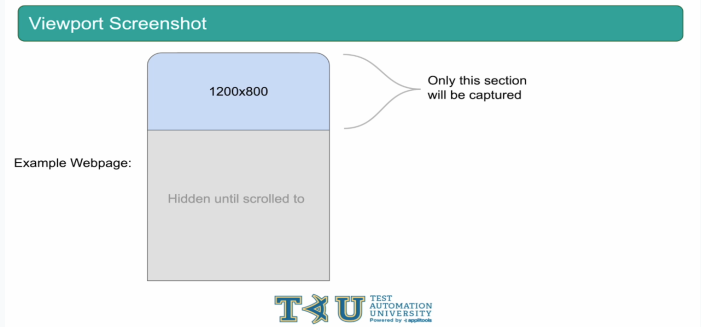 Viewport Screenshot
1200x800
Only this section
will be captured
Example Webpage:
Hidden until scrolled to
TAU
TEST
AUTOMATION
UNIVERSITY
Powered by applitools